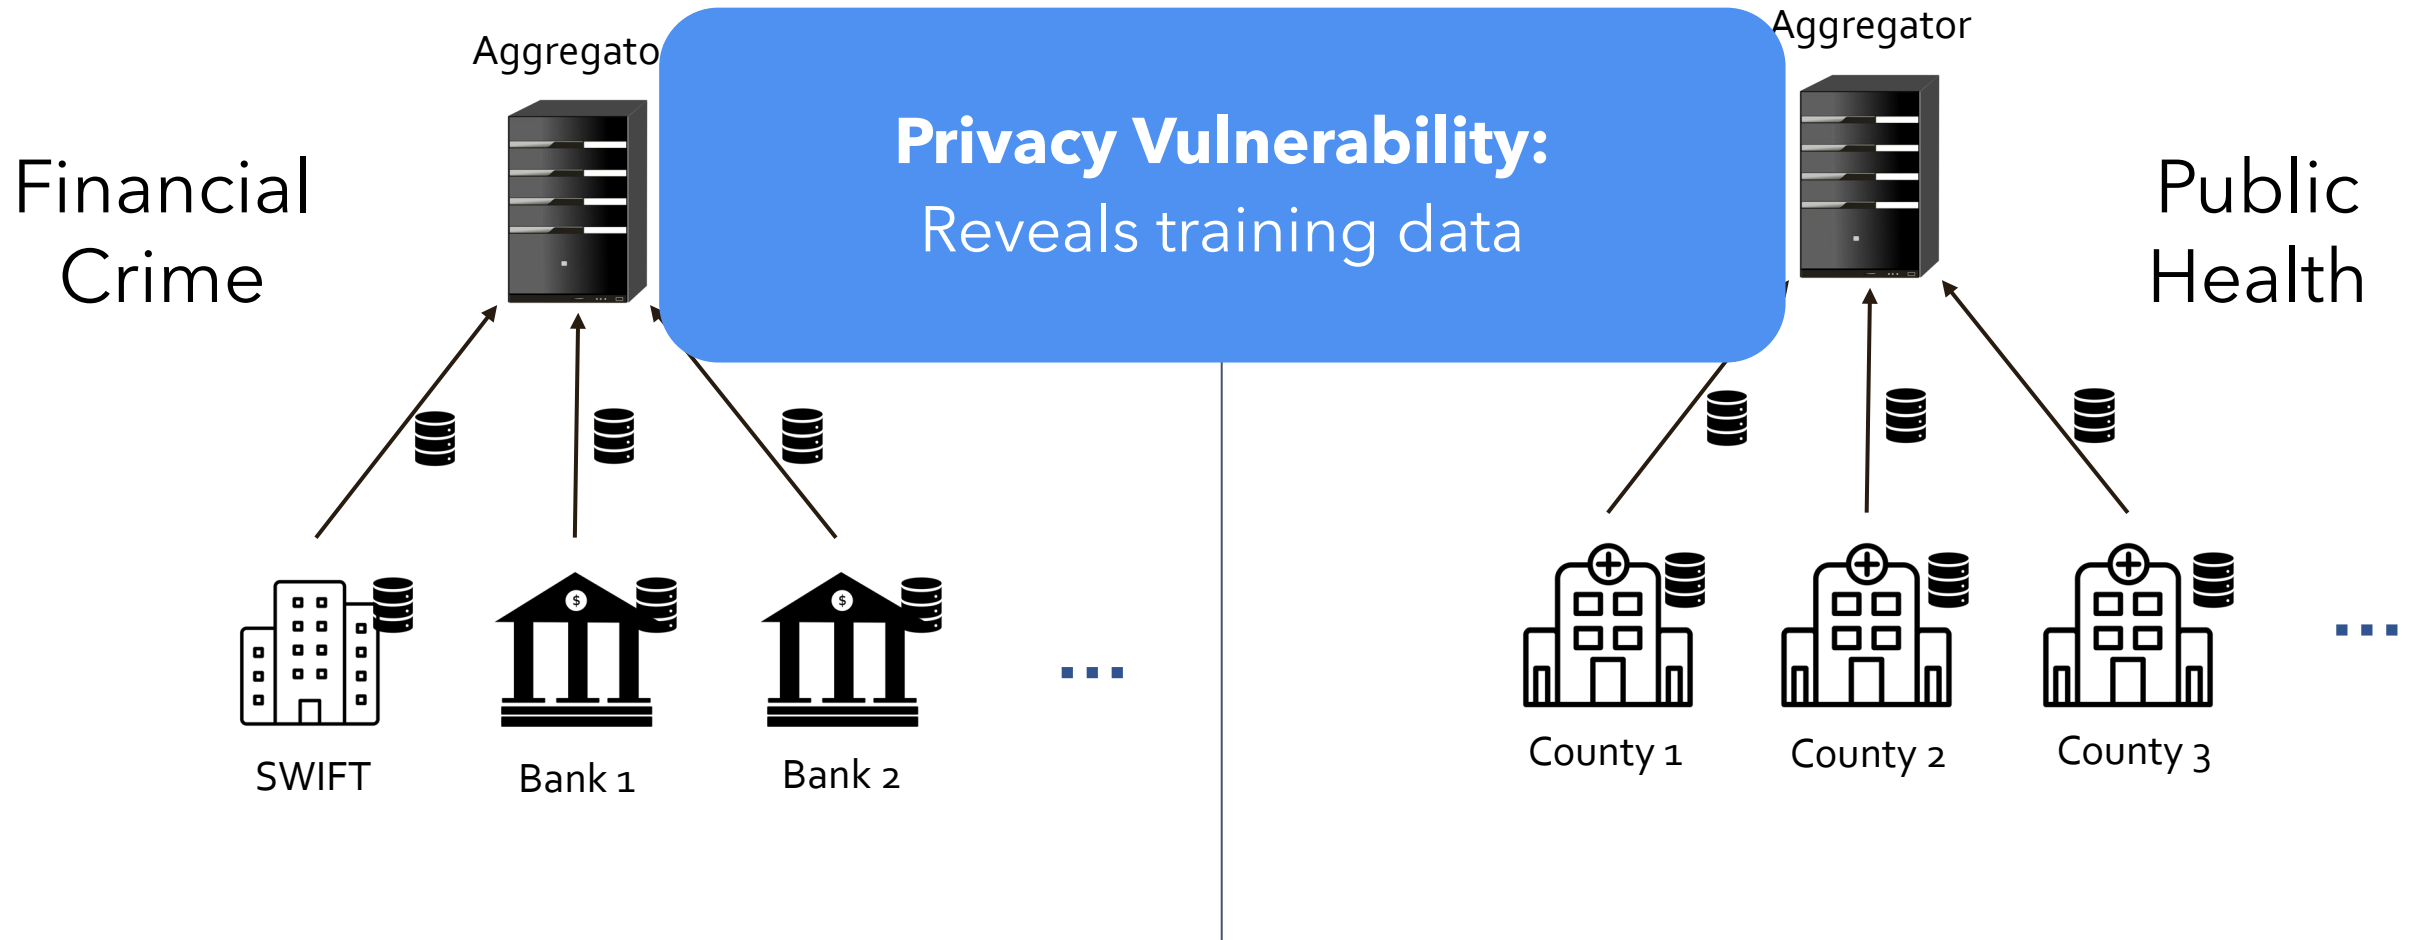 Aggregato
Aggregator
Privacy Vulnerability:
Reveals training data
Financial
Crime
Public
Health
$
$
...
...
SWIFT
Bank 1
Bank 2
County 1
County 2
County 3